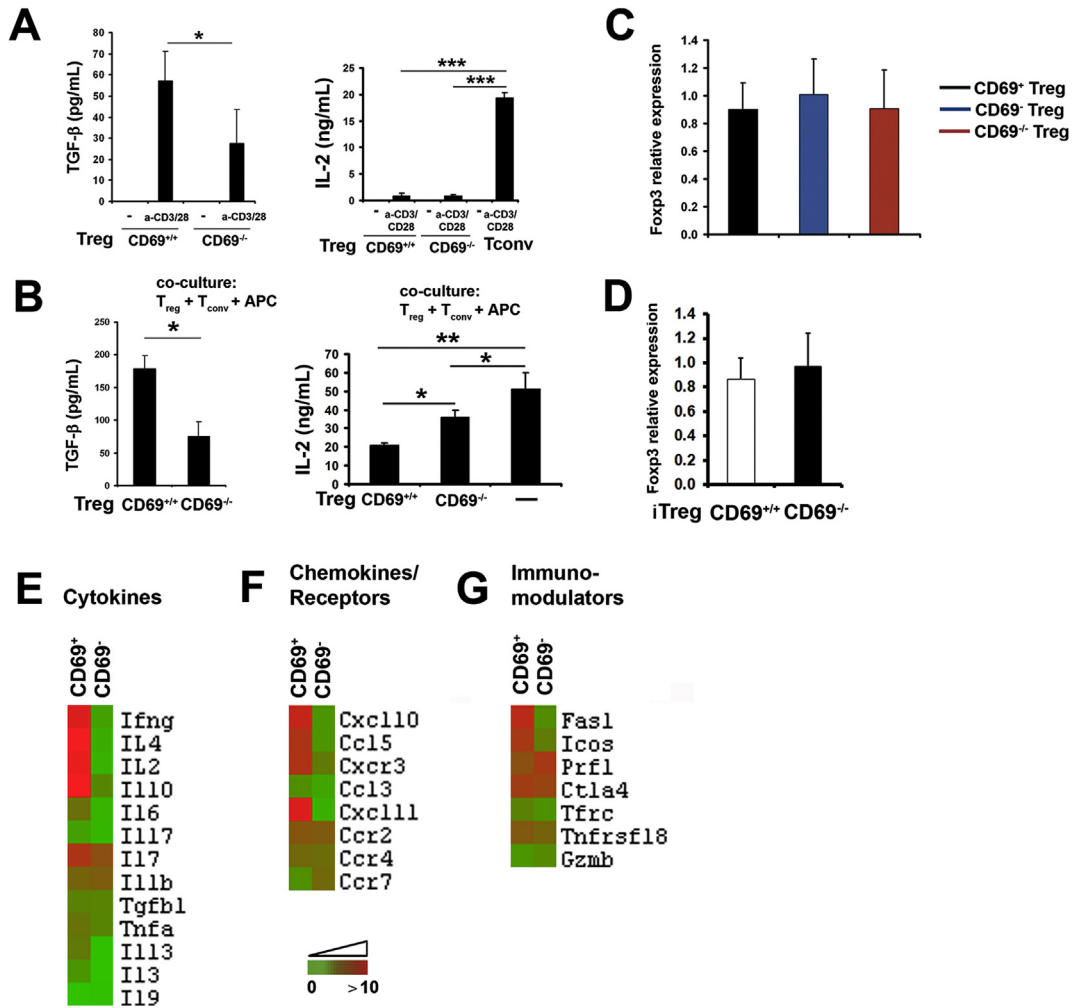 A
TGF-β (pg/mL)
80
70
60
50
40
30
20
10
0
*
- a-CD3/28 - a-CD3/28
Treg CD69+/+ CD69-/-
IL-2 (ng/mL)
25
20
15
10
5
0
***
***
- a-CD3/CD28 - a-CD3/CD28 - a-CD3/CD28
Treg CD69+/+ CD69-/- Tconv
C
Foxp3 relative expression
1.4
1.2
1.0
0.8
0.6
0.4
0.2
0.0
CD69+ Treg
CD69- Treg
CD69-/- Treg
B
co-culture:
Treg + Tconv + APC
TGF-β (pg/mL)
250
200
150
100
50
0
*
Treg CD69+/+ CD69-/-
co-culture:
Treg + Tconv + APC
IL-2 (ng/mL)
70
60
50
40
30
20
10
0
**
*
*
Treg CD69+/+ CD69-/- —
D
Foxp3 relative expression
1.4
1.2
1.0
0.8
1.4
1.2
1.0
0.0
iTreg CD69+/+ CD69-/-
E Cytokines
CD69+ CD69-
Ifng
IL4
IL2
Il10
Il6
Il17
Il7
Il1b
Tgfb1
Tnfa
Il13
Il3
Il9
F Chemokines/
Receptors
CD69+ CD69-
Cxcl10
Ccl5
Cxcr3
Ccl3
Cxcl11
Ccr2
Ccr4
Ccr7
0 >10
G Immuno-
modulators
CD69+ CD69-
Fasl
Icos
Prf1
Ctla4
Tfrc
Tnfrsf18
Gzmb